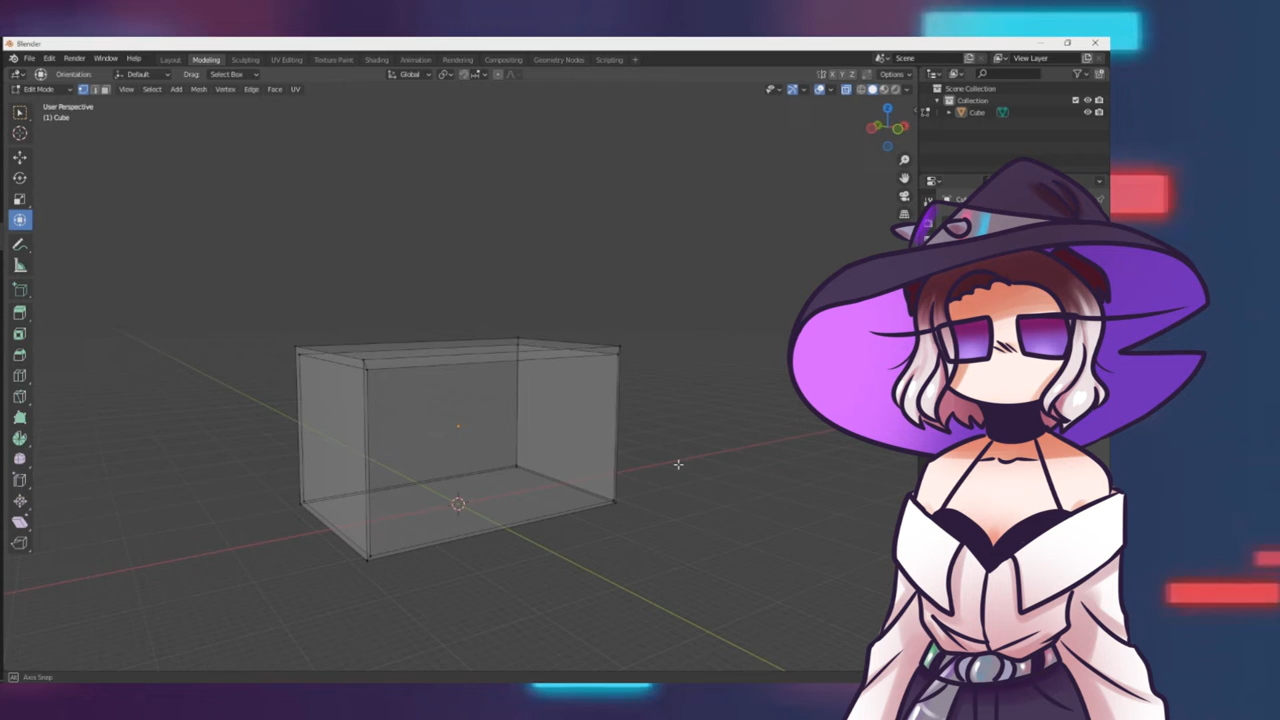 Blender
File Edit Render Window Help Layout Modeling Sculpting UV Editing Texture Paint Shading Animation Rendering Compositing Geometry Nodes Scripting + Scene View Layer
Orientation: Default Drag: Select Box Global X Y Z Options
Edit Mode View Select Add Mesh Vertex Edge Face UV
Scene Collection
Collection
Cube
User Perspective
(1) Cube
Z
Axis Snap